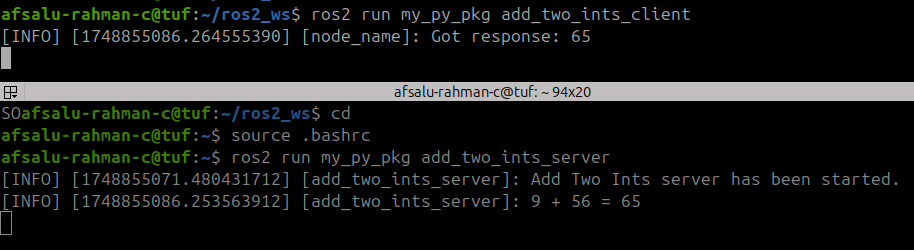 afsalu-rahman-c@tuf:~/ros2_ws$ ros2 run my_py_pkg add_two_ints_client
[INFO] [1748855086.264555390] [node_name]: Got response: 65
afsalu-rahman-c@tuf: ~ 94x20
SOafsalu-rahman-c@tuf:~/ros2_ws$ cd
afsalu-rahman-c@tuf:~$ source .bashrc
afsalu-rahman-c@tuf:~$ ros2 run my_py_pkg add_two_ints_server
[INFO] [1748855071.480431712] [add_two_ints_server]: Add Two Ints server has been started.
[INFO] [1748855086.253563912] [add_two_ints_server]: 9 + 56 = 65